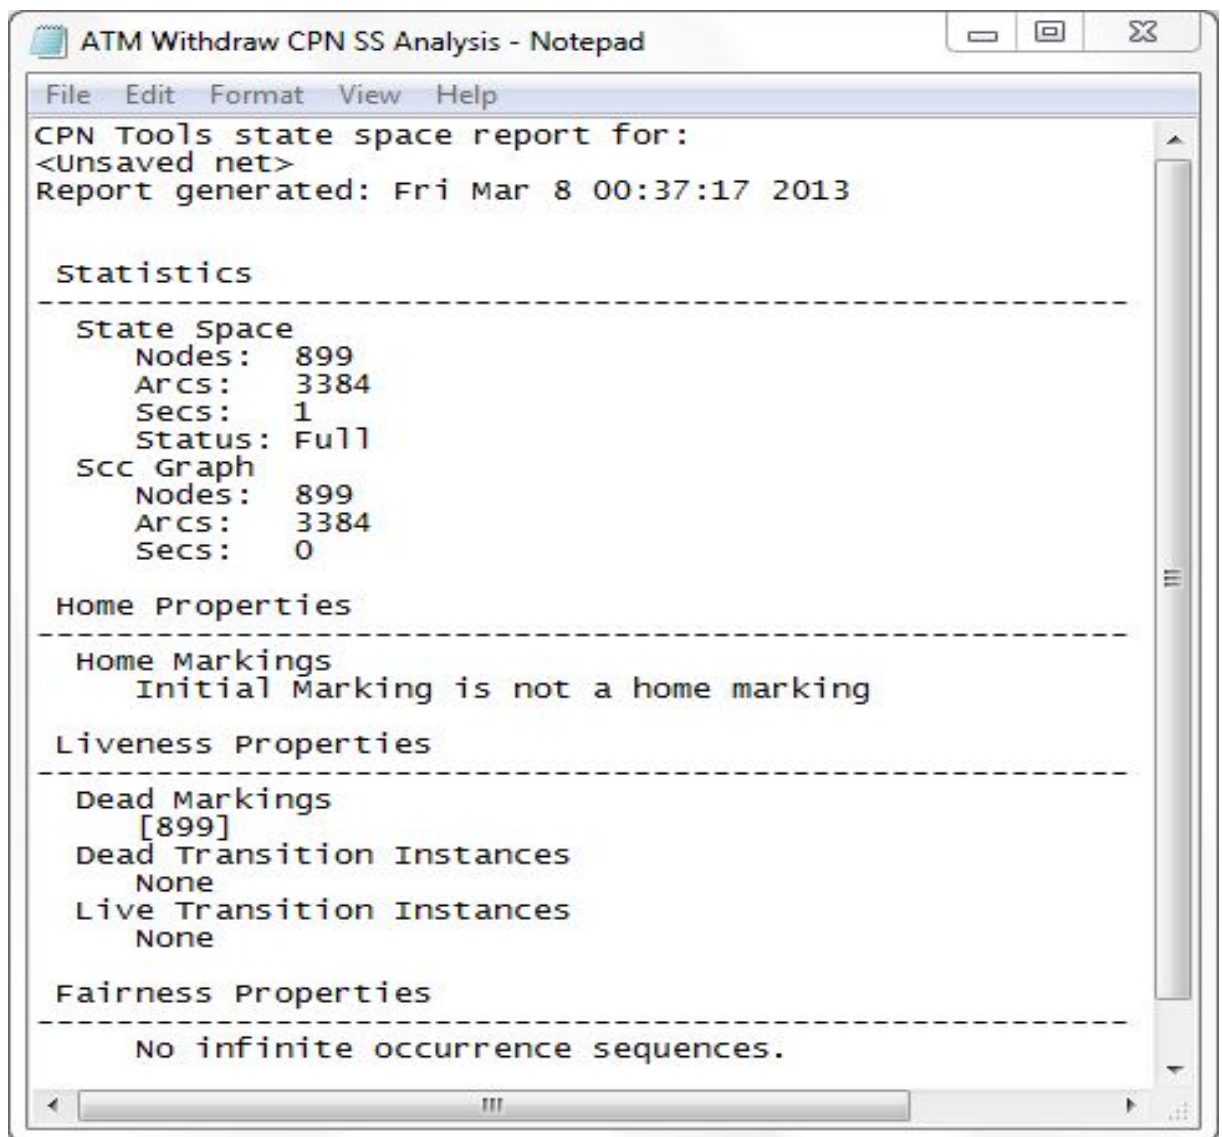 ATM Withdraw CPN SS Analysis - Notepad
File Edit Format View Help
CPN Tools state space report for:
<Unsaved net>
Report generated: Fri Mar 8 00:37:17 2013
Statistics
--------------------------------------------------------
State Space
Nodes: 899
Arcs: 3384
Secs: 1
Status: Full
Scc Graph
Nodes: 899
Arcs: 3384
Secs: 0
Home Properties
--------------------------------------------------------
Home Markings
Initial Marking is not a home marking
Liveness Properties
--------------------------------------------------------
Dead Markings
[899]
Dead Transition Instances
None
Live Transition Instances
None
Fairness Properties
--------------------------------------------------------
No infinite occurrence sequences.